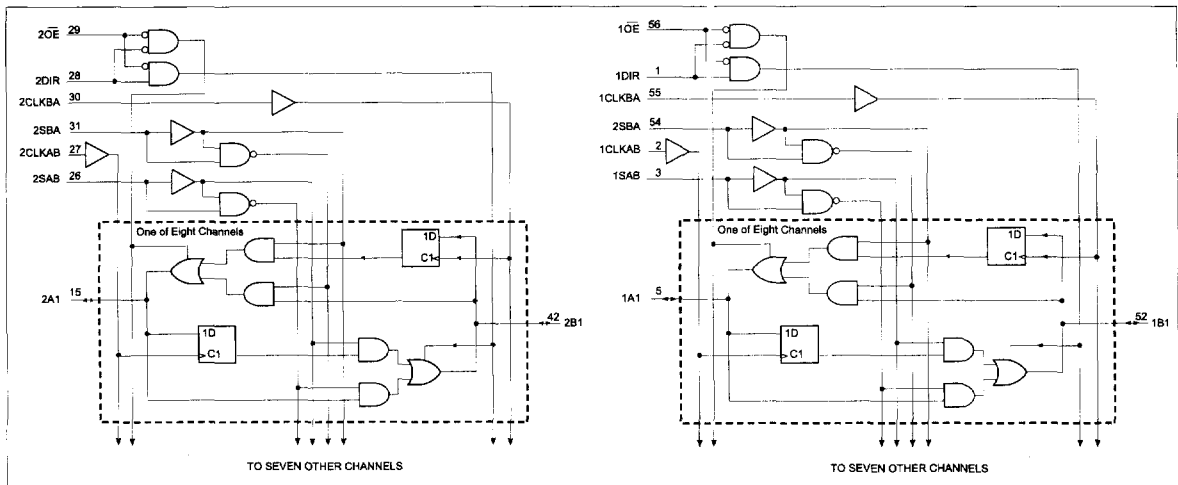 2OE 29
2DIR 28
2CLKBA 30
2SBA 31
2CLKAB 27
2SAB 26
One of Eight Channels
1D
C1
2A1 15
42 2B1
1D
C1
TO SEVEN OTHER CHANNELS
1OE 56
1DIR 1
1CLKBA 55
2SBA 54
1CLKAB 2
1SAB 3
One of Eight Channels
1D
C1
1A1 5
52 1B1
1D
C1
TO SEVEN OTHER CHANNELS